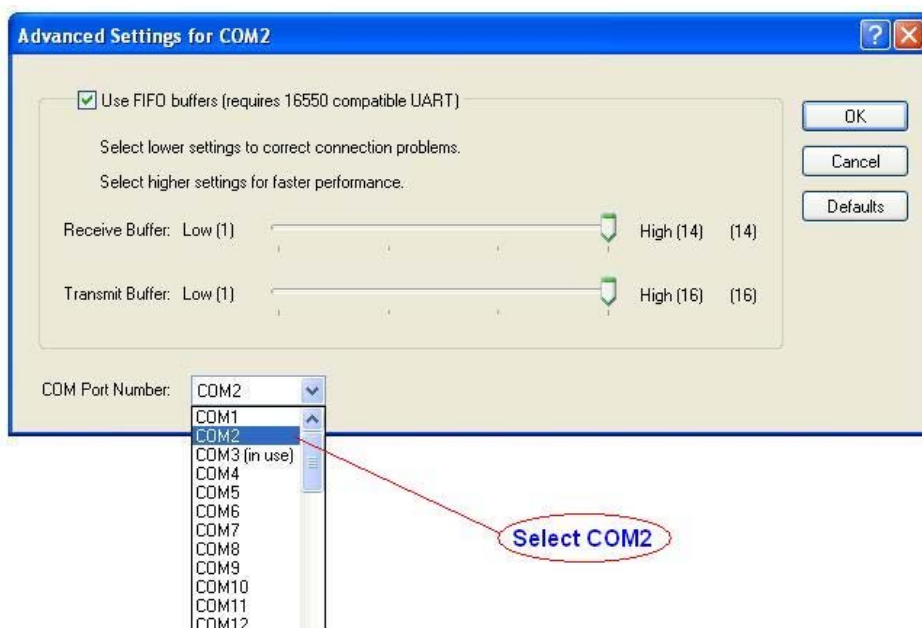 Advanced Settings for COM2
Use FIFO buffers (requires 16550 compatible UART)
OK
Select lower settings to correct connection problems.
Cancel
Select higher settings for faster performance.
Defaults
Receive Buffer: Low (1) High (14) (14)
Transmit Buffer: Low (1) High (16) (16)
COM Port Number: COM2
COM1
COM2
COM3 (in use)
COM4
COM5
COM6
COM7
COM8
COM9
COM10
COM11
COM12
Select COM2